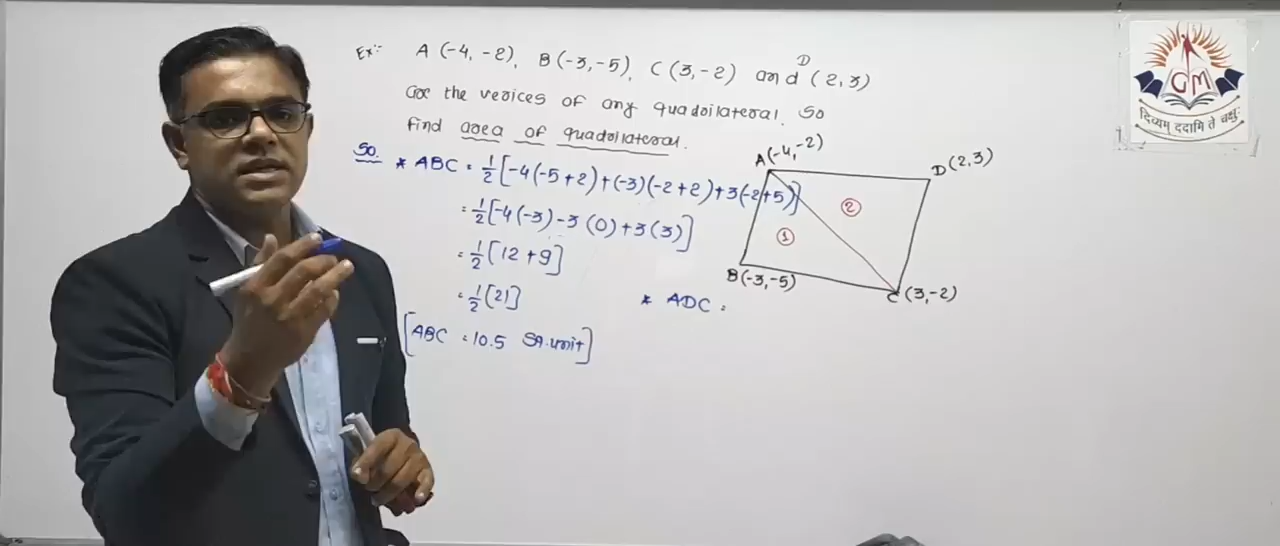 Ex:- A (-4, -2), B(-3,-5), C (3,-2) and D (2,3)
are the verices of any quadrilateral. So
find area of quadrilateral.
So. * ABC = 1/2 [-4(-5+2)+(-3)(-2+2)+3(-2+5)]
= 1/2 [-4(-3)-3(0)+3(3)]
= 1/2 [12+9]
= 1/2 [21]
[ABC = 10.5 Sq.unit]
* ADC =
A(-4,-2)
D(2,3)
1
2
B(-3,-5)
C (3,-2)
GM
दिव्यम् ददामि ते चक्षुः